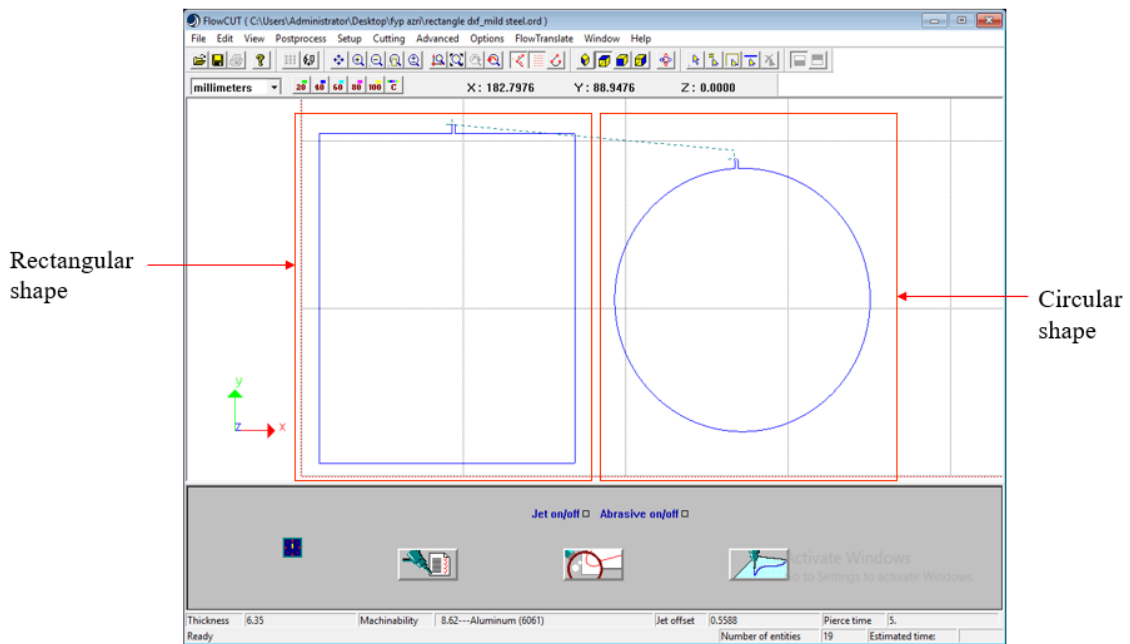 FlowCUT ( C:\Users\Administrator\Desktop\fyp azri\rectangle dxf_mild steel.ord )
File Edit View Postprocess Setup Cutting Advanced Options FlowTranslate Window Help
millimeters 20 40 60 80 100 C X : 182.7976 Y : 88.9476 Z : 0.0000
Rectangular
shape
Circular
shape
y
z x
Jet on/off Abrasive on/off
Activate Windows
Go to Settings to activate Windows.
Thickness 6.35 Machinability 8.62---Aluminum (6061) Jet offset 0.5588 Pierce time 5.
Ready Number of entities 19 Estimated time: